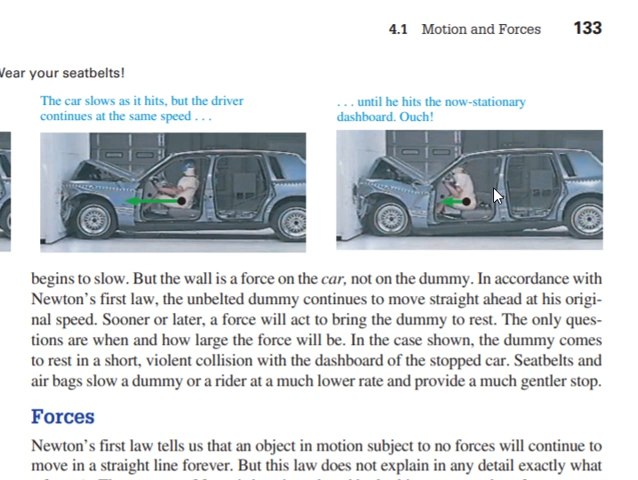 4.1 Motion and Forces 133
Wear your seatbelts!
The car slows as it hits, but the driver
continues at the same speed . . .
. . . until he hits the now-stationary
dashboard. Ouch!
begins to slow. But the wall is a force on the car, not on the dummy. In accordance with
Newton's first law, the unbelted dummy continues to move straight ahead at his origi-
nal speed. Sooner or later, a force will act to bring the dummy to rest. The only ques-
tions are when and how large the force will be. In the case shown, the dummy comes
to rest in a short, violent collision with the dashboard of the stopped car. Seatbelts and
air bags slow a dummy or a rider at a much lower rate and provide a much gentler stop.
Forces
Newton's first law tells us that an object in motion subject to no forces will continue to
move in a straight line forever. But this law does not explain in any detail exactly what